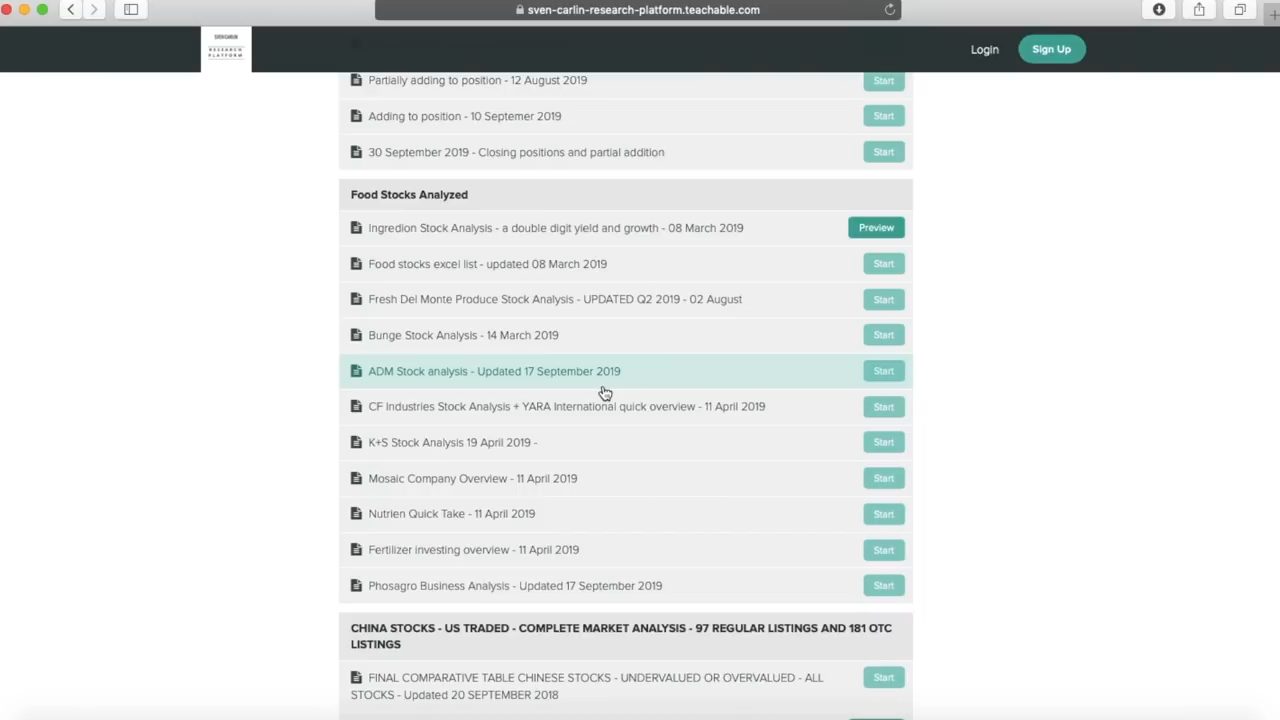 sven-carlin-research-platform.teachable.com
SVEN CARLIN
RESEARCH
PLATFORM
Login
Sign Up
Partially adding to position - 12 August 2019
Start
Adding to position - 10 Septemer 2019
Start
30 September 2019 - Closing positions and partial addition
Start
Food Stocks Analyzed
Ingredion Stock Analysis - a double digit yield and growth - 08 March 2019
Preview
Food stocks excel list - updated 08 March 2019
Start
Fresh Del Monte Produce Stock Analysis - UPDATED Q2 2019 - 02 August
Start
Bunge Stock Analysis - 14 March 2019
Start
ADM Stock analysis - Updated 17 September 2019
Start
CF Industries Stock Analysis + YARA International quick overview - 11 April 2019
Start
K+S Stock Analysis 19 April 2019 -
Start
Mosaic Company Overview - 11 April 2019
Start
Nutrien Quick Take - 11 April 2019
Start
Fertilizer investing overview - 11 April 2019
Start
Phosagro Business Analysis - Updated 17 September 2019
Start
CHINA STOCKS - US TRADED - COMPLETE MARKET ANALYSIS - 97 REGULAR LISTINGS AND 181 OTC
LISTINGS
FINAL COMPARATIVE TABLE CHINESE STOCKS - UNDERVALUED OR OVERVALUED - ALL
STOCKS - Updated 20 SEPTEMBER 2018
Start